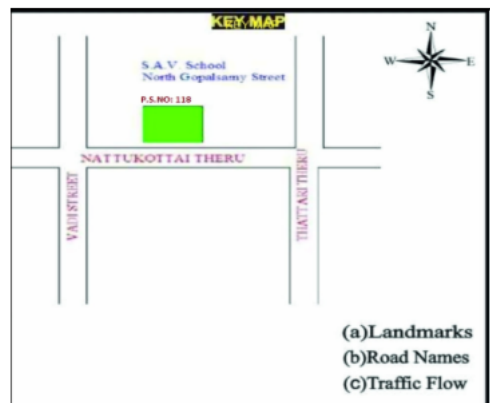 KEY MAP
N
W E
S
S.A.V School
North Gopalsamy Street
P.S.NO: 118
NATTUKOTTAI THERU
VADI STREET
THATTARI THERU
(a)Landmarks
(b)Road Names
(c)Traffic Flow